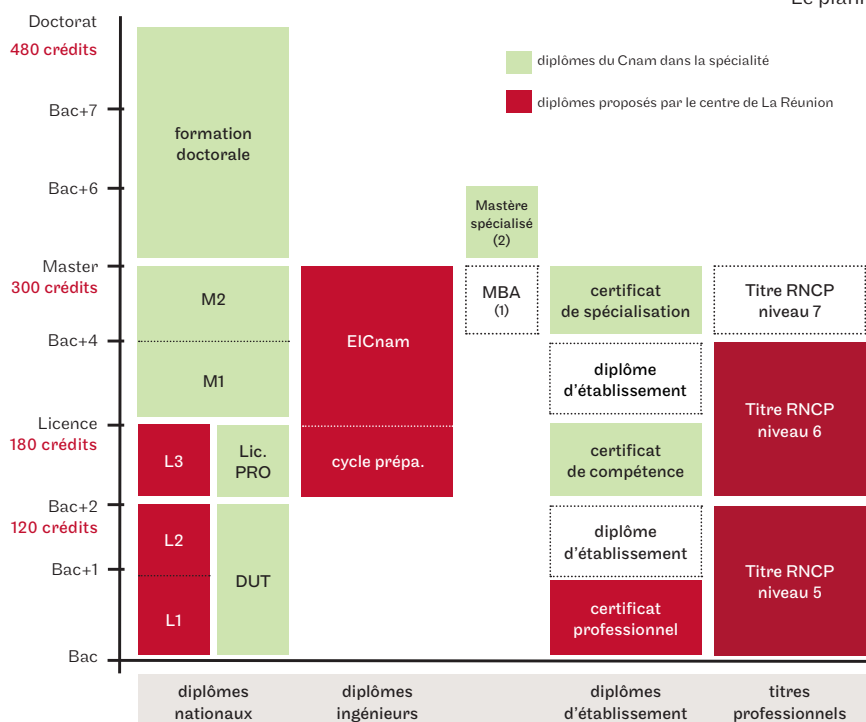 Le plani
Doctorat
480 crédits
Bac+7
Bac+6
Master
300 crédits
Bac+4
Licence
180 crédits
Bac+2
120 crédits
Bac+1
Bac
diplômes du Cnam dans la spécialité
diplômes proposés par le centre de La Réunion
formation
doctorale
M2
M1
L3
Lic.
PRO
L2
L1
DUT
EICnam
cycle prépa.
Mastère
spécialisé
(2)
MBA
(1)
certificat
de spécialisation
diplôme
d'établissement
certificat
de compétence
diplôme
d'établissement
certificat
professionnel
Titre RNCP
niveau 7
Titre RNCP
niveau 6
Titre RNCP
niveau 5
diplômes
nationaux
diplômes
ingénieurs
diplômes
d'établissement
titres
professionnels